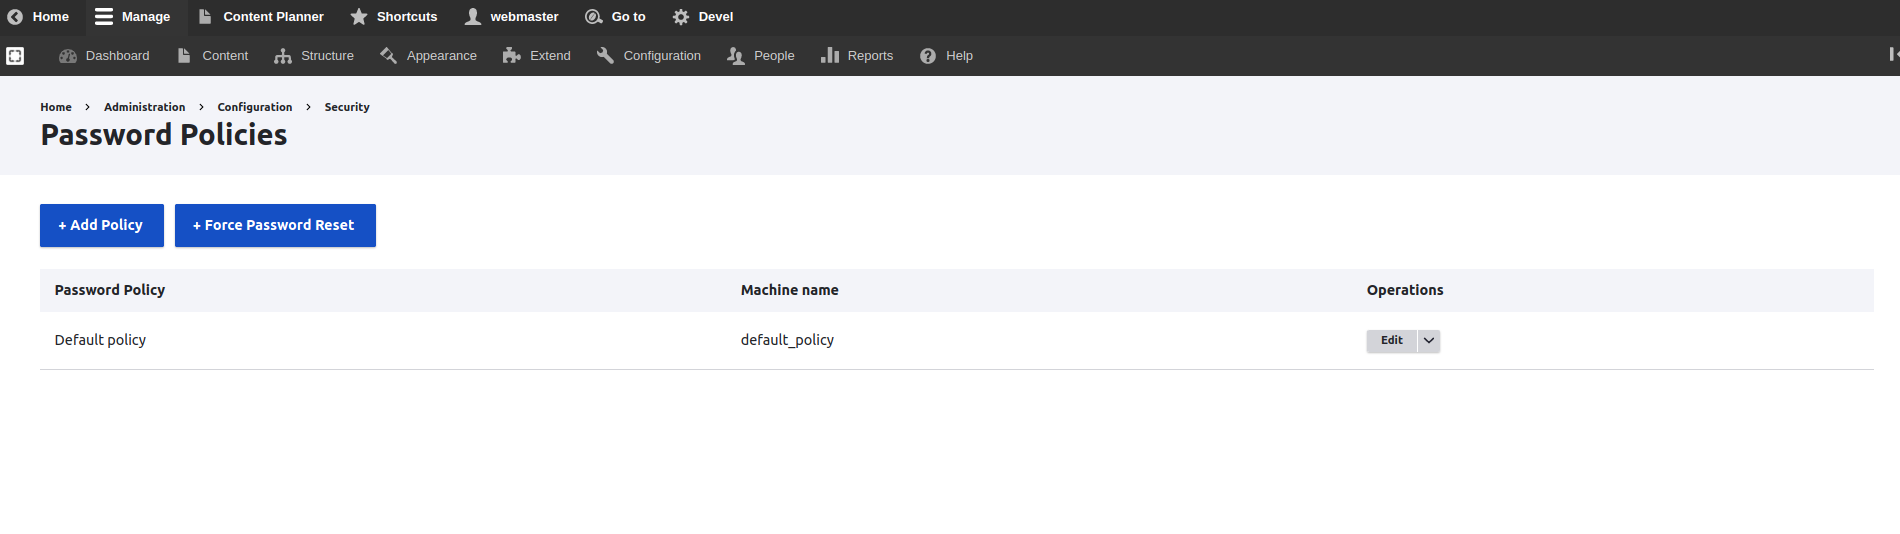 Home Manage Content Planner Shortcuts webmaster Go to Devel
Dashboard Content Structure Appearance Extend Configuration People Reports Help
Home > Administration > Configuration > Security
Password Policies
+ Add Policy + Force Password Reset
Password Policy Machine name Operations
Default policy default_policy Edit